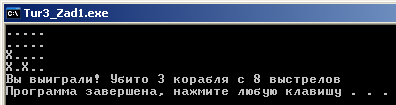 Tur3_Zad1.exe
.....
.....
X....
X.X..
Вы выиграли! Убито 3 корабля с 8 выстрелов
Программа завершена, нажмите любую клавишу . . .